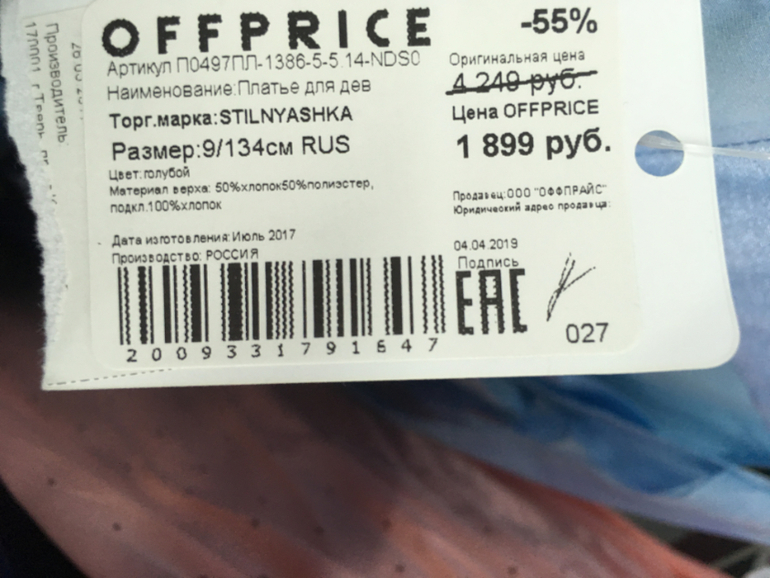 OFFPRICE
-55%
Артикул П0497ПЛ-1386-5-5.14-NDS0
Оригинальная цена
Наименование:Платье для дев
4 249 руб.
Торг.марка:STILNYASHKA
Цена OFFPRICE
Размер:9/134см RUS
1 899 руб.
Цвет:голубой
Материал верха: 50%хлопок50%полиэстер,
подкл.100%хлопок
Продавец:ООО "ОФФПРАЙС"
Юридический адрес продавца:
Дата изготовления:Июль 2017
04.04.2019
Производство: РОССИЯ
Подпись
EAC
2009331791647
027
Производитель:
170001 г.Тверь,